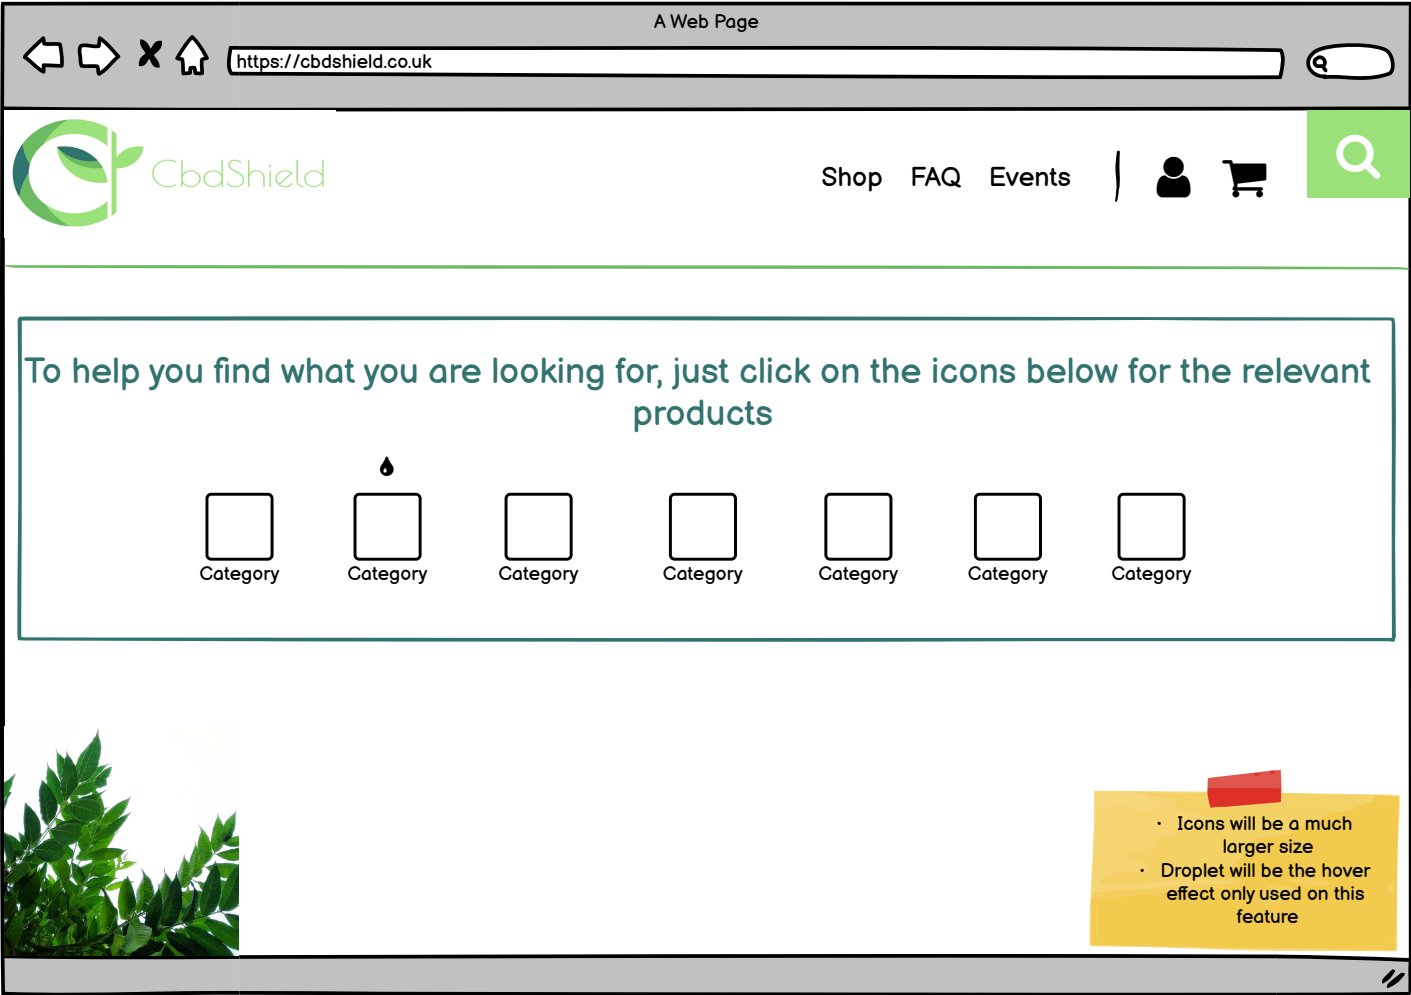 A Web Page
https://cbdshield.co.uk
CbdShield
Shop FAQ Events
To help you find what you are looking for, just click on the icons below for the relevant
products
Category Category Category Category Category Category Category
• Icons will be a much
larger size
• Droplet will be the hover
effect only used on this
feature